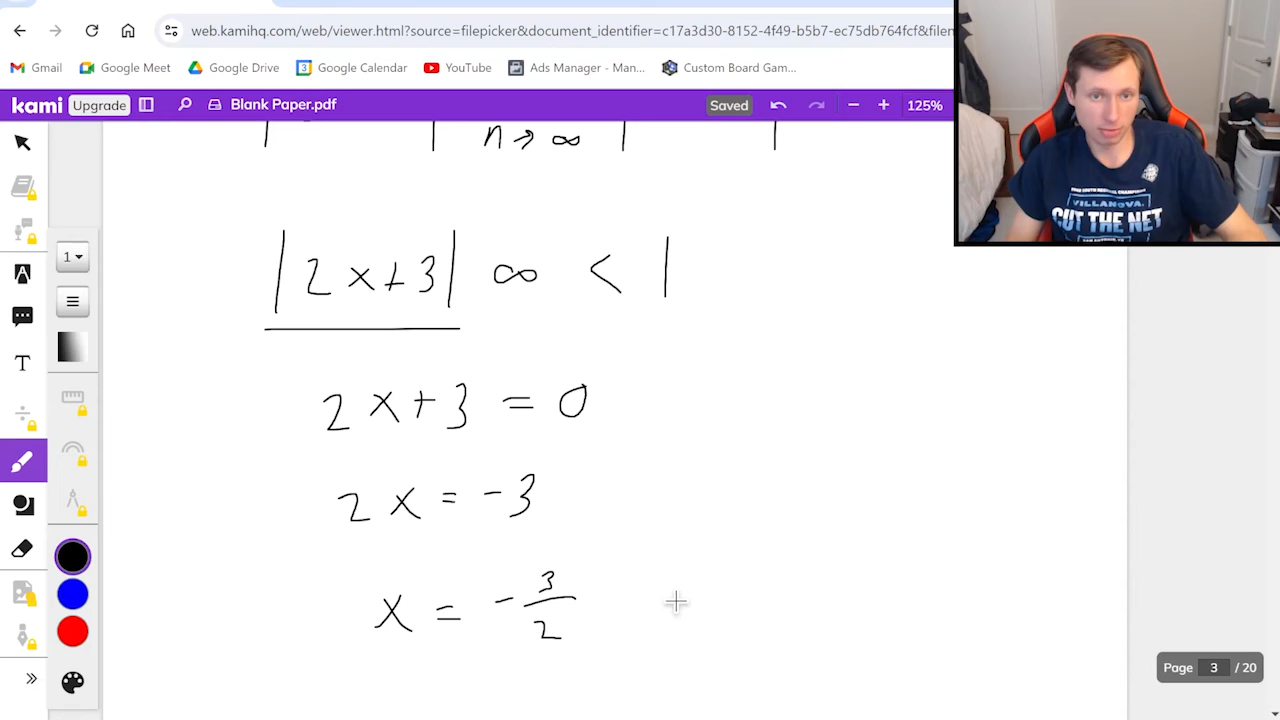 web.kamihq.com/web/viewer.html?source=filepicker&document_identifier=c17a3d30-8152-4f49-b5b7-ec75db764fcf&filen
Gmail Google Meet Google Drive 3 Google Calendar YouTube Ads Manager - Man... Custom Board Gam...
kami Upgrade Blank Paper.pdf Saved 125%
| | n → ∞ | |
|2x+3| ∞ < 1
2x+3 = 0
2x = -3
x = -3/2
1
A
T
VILLANOVA.
CUT THE NET
Page 3 / 20